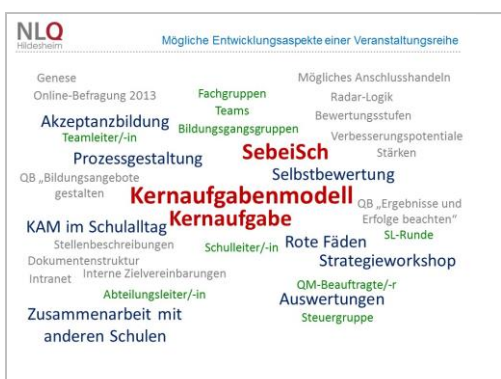 NLQ
Hildesheim
Mögliche Entwicklungsaspekte einer Veranstaltungsreihe
Genese
Mögliches Anschlusshandeln
Online-Befragung 2013
Fachgruppen
Radar-Logik
Teams
Akzeptanzbildung
Bewertungsstufen
Bildungsgangsgruppen
Teamleiter/-in
Verbesserungspotentiale
SebeiSch
Stärken
Prozessgestaltung
Selbstbewertung
QB „Bildungsangebote
gestalten
Kernaufgabenmodell
QB „Ergebnisse und
Erfolge beachten“
Kernaufgabe
KAM im Schulalltag
SL-Runde
Stellenbeschreibungen
Schulleiter/-in
Rote Fäden
Dokumentenstruktur
Strategieworkshop
Intranet
Interne Zielvereinbarungen
QM-Beauftragte/-r
Abteilungsleiter/-in
Auswertungen
Zusammenarbeit mit
anderen Schulen
Steuergruppe